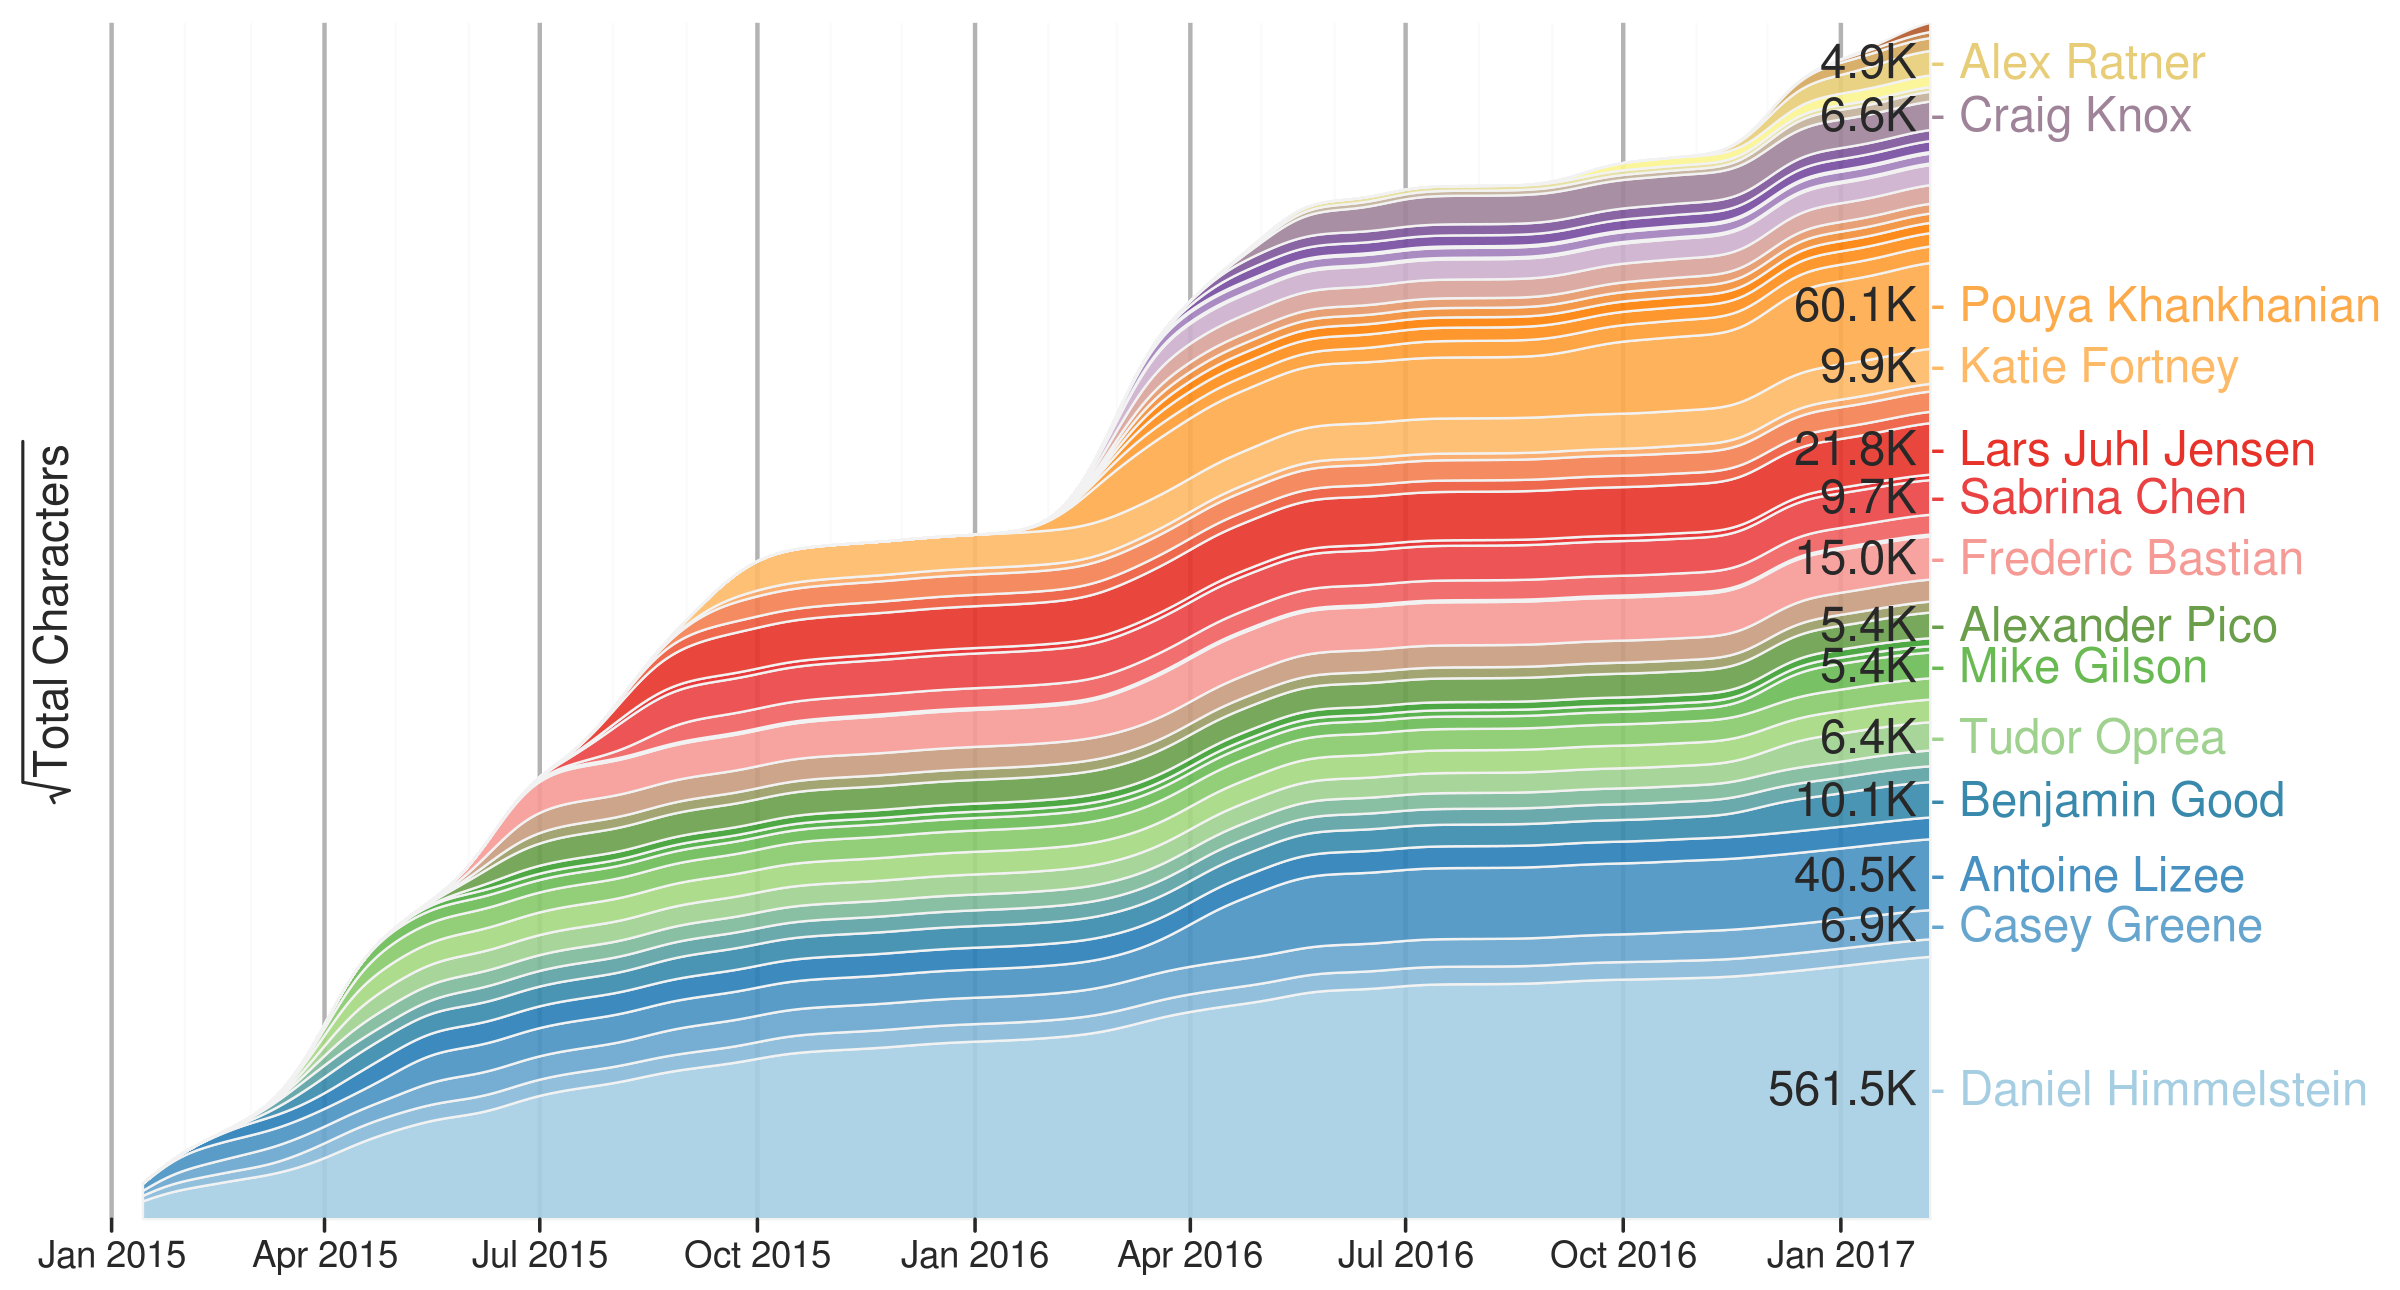 √Total Characters
4.9K - Alex Ratner
6.6K - Craig Knox
60.1K - Pouya Khankhanian
9.9K - Katie Fortney
21.8K - Lars Juhl Jensen
9.7K - Sabrina Chen
15.0K - Frederic Bastian
5.4K - Alexander Pico
5.4K - Mike Gilson
6.4K - Tudor Oprea
10.1K - Benjamin Good
40.5K - Antoine Lizee
6.9K - Casey Greene
561.5K - Daniel Himmelstein
Jan 2015 Apr 2015 Jul 2015 Oct 2015 Jan 2016 Apr 2016 Jul 2016 Oct 2016 Jan 2017